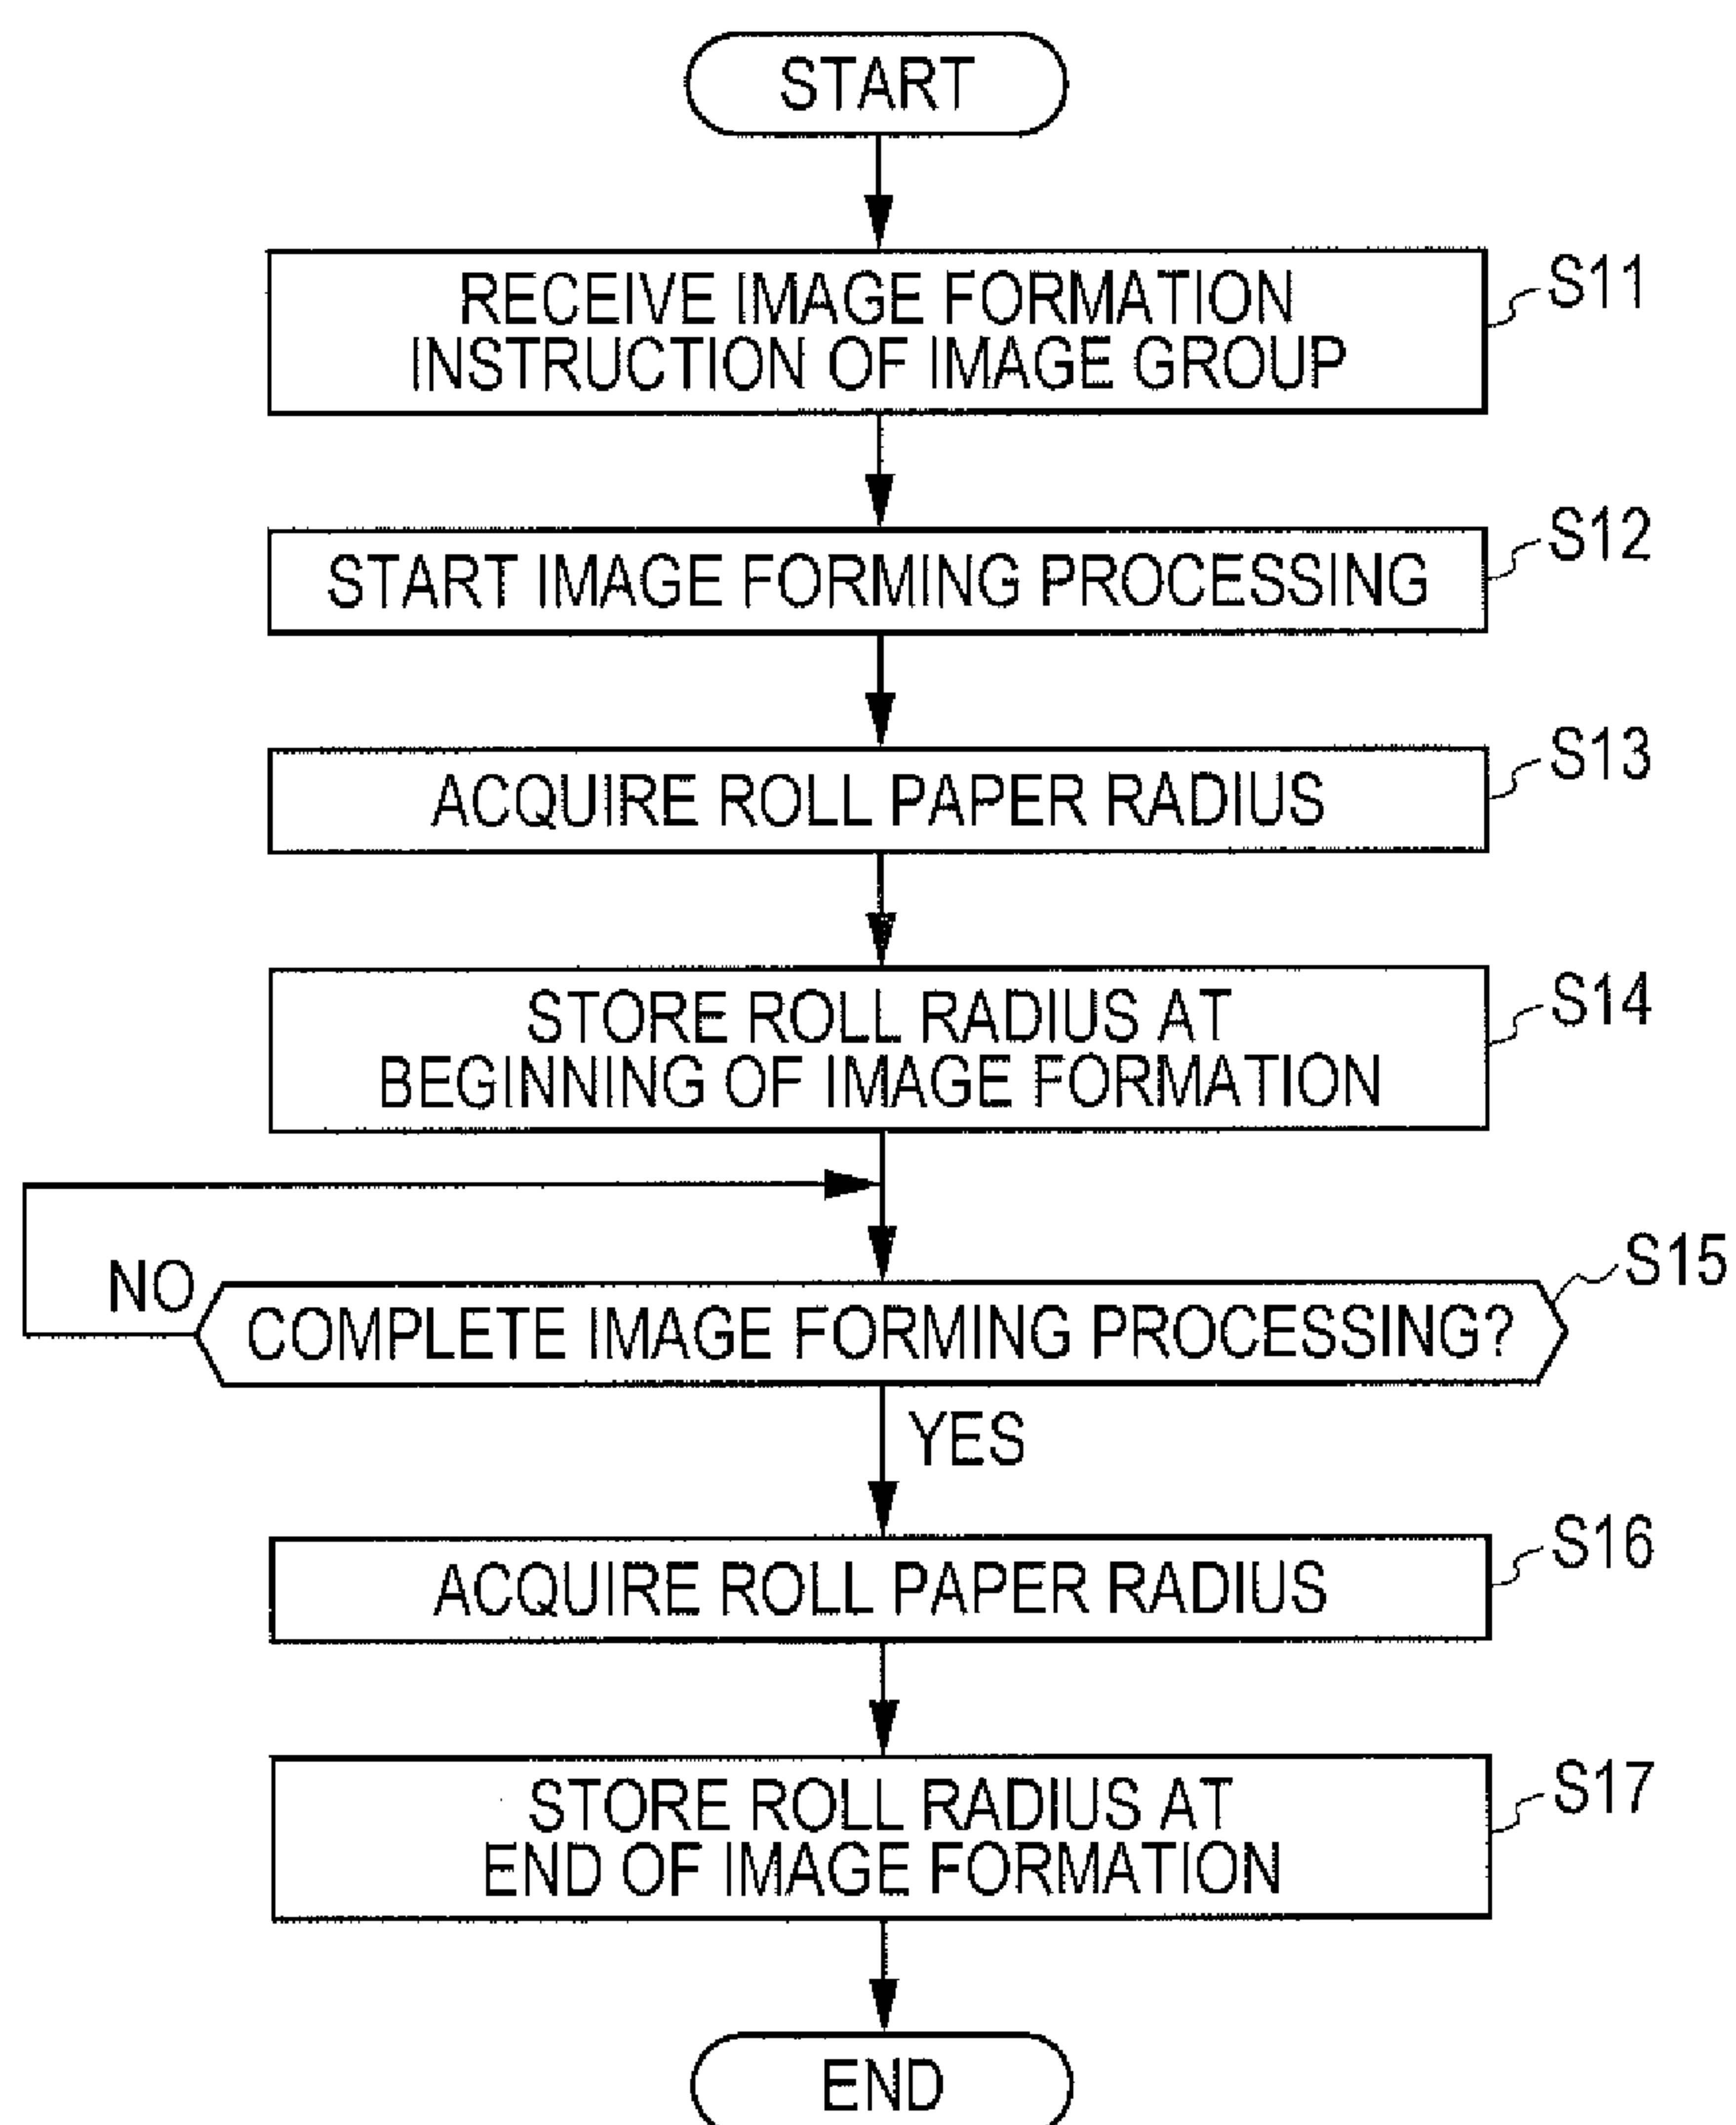 START
RECEIVE IMAGE FORMATION
INSTRUCTION OF IMAGE GROUP
S11
START IMAGE FORMING PROCESSING
S12
ACQUIRE ROLL PAPER RADIUS
S13
STORE ROLL RADIUS AT
BEGINNING OF IMAGE FORMATION
S14
NO
COMPLETE IMAGE FORMING PROCESSING?
S15
YES
ACQUIRE ROLL PAPER RADIUS
S16
STORE ROLL RADIUS AT
END OF IMAGE FORMATION
S17
END